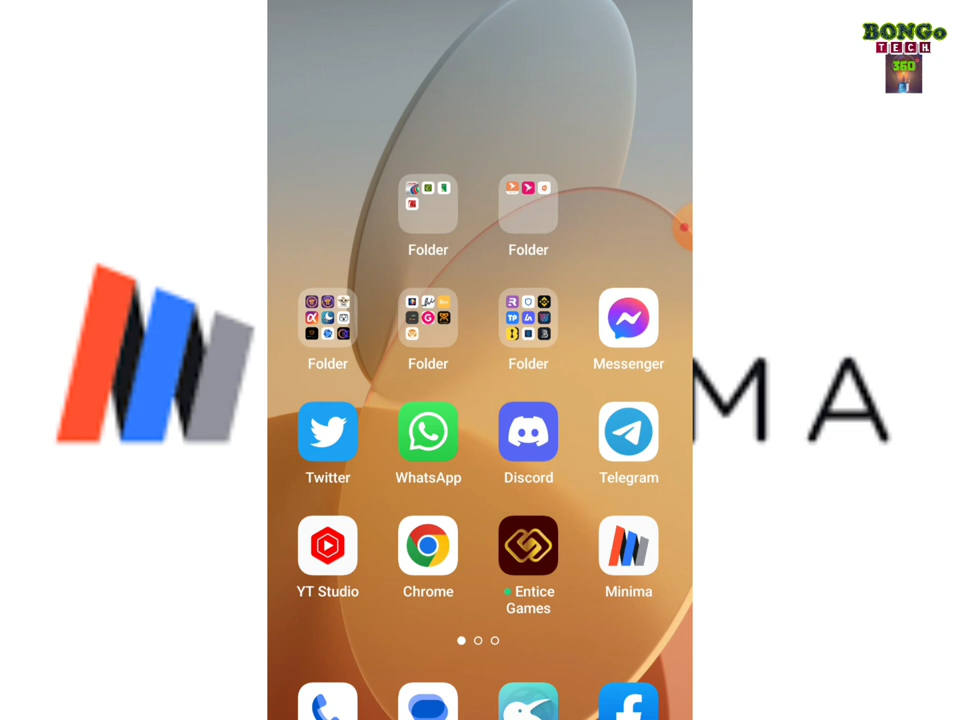 BONGo
TECH
360°
Folder
Folder
Folder
Folder
Folder
Messenger
MA
Twitter
WhatsApp
Discord
Telegram
YT Studio
Chrome
Entice
Games
Minima